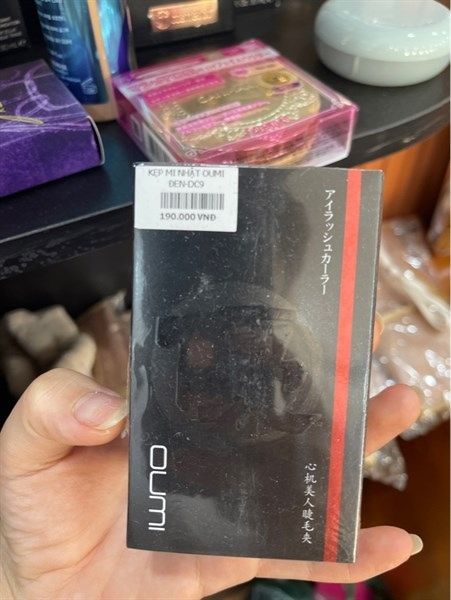 KẸP MI NHẬT OUMI
ĐEN-DC9
190.000 VNĐ
アイラッシュカーラー
OUMI
心机美人睫毛夹